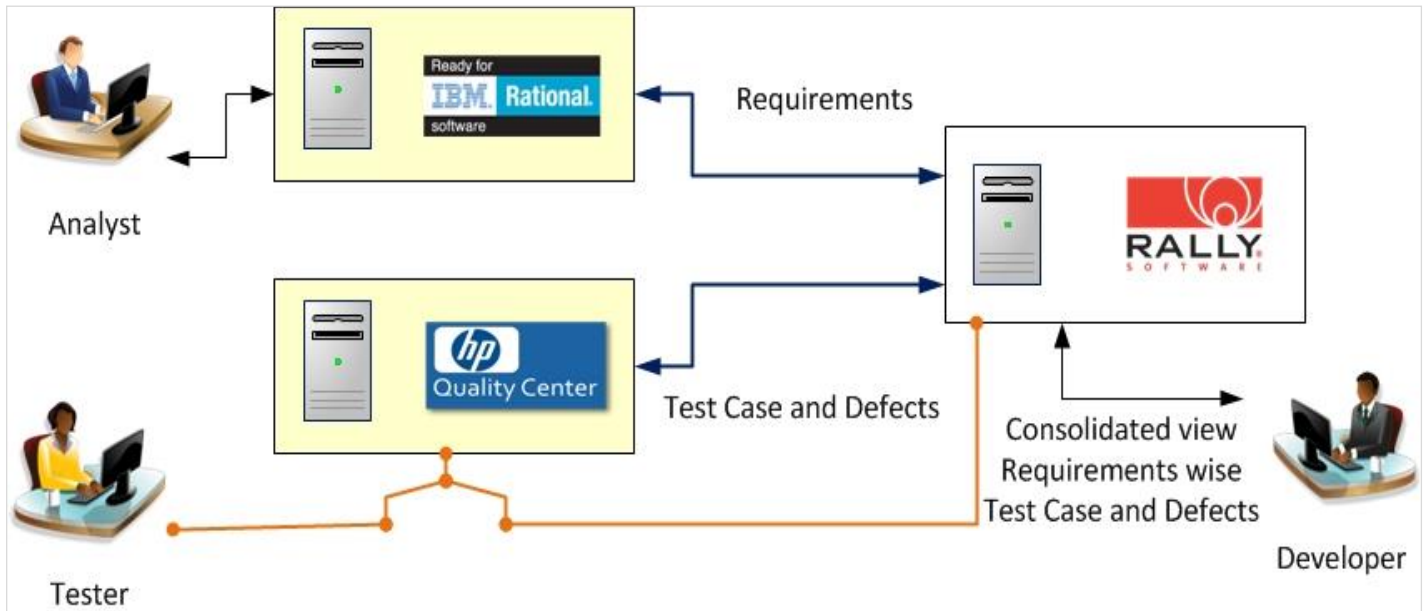 Ready for
IBM. Rational.
software
Requirements
RALLY
SOFTWARE
Analyst
hp
Quality Center
Test Case and Defects
Consolidated view
Requirements wise
Test Case and Defects
Developer
Tester